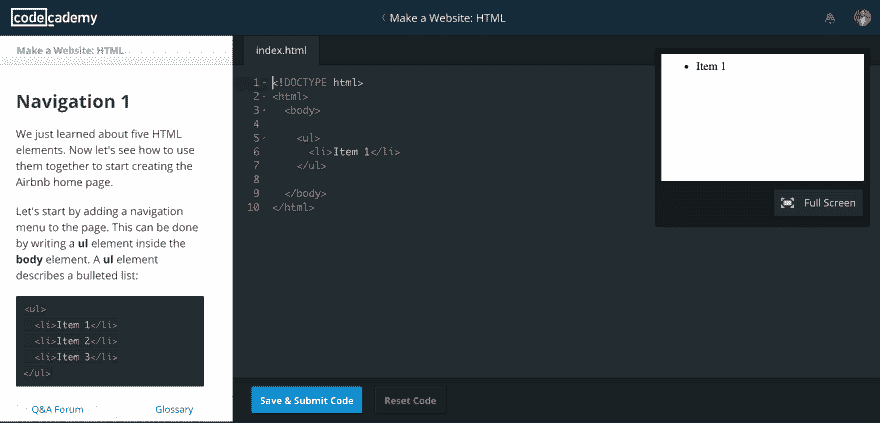 codecademy
Make a Website: HTML
Make a Website: HTML
Navigation 1
We just learned about five HTML
elements. Now let's see how to use
them together to start creating the
Airbnb home page.
Let's start by adding a navigation
menu to the page. This can be done
by writing a ul element inside the
body element. A ul element
describes a bulleted list:
<ul>
<li>Item 1</li>
<li>Item 2</li>
<li>Item 3</li>
</ul>
Q&A Forum
Glossary
index.html
1 <!DOCTYPE html>
2 <html>
3 <body>
4
5 <ul>
6 <li>Item 1</li>
7 </ul>
8
9 </body>
10 </html>
Save & Submit Code
Reset Code
• Item 1
Full Screen